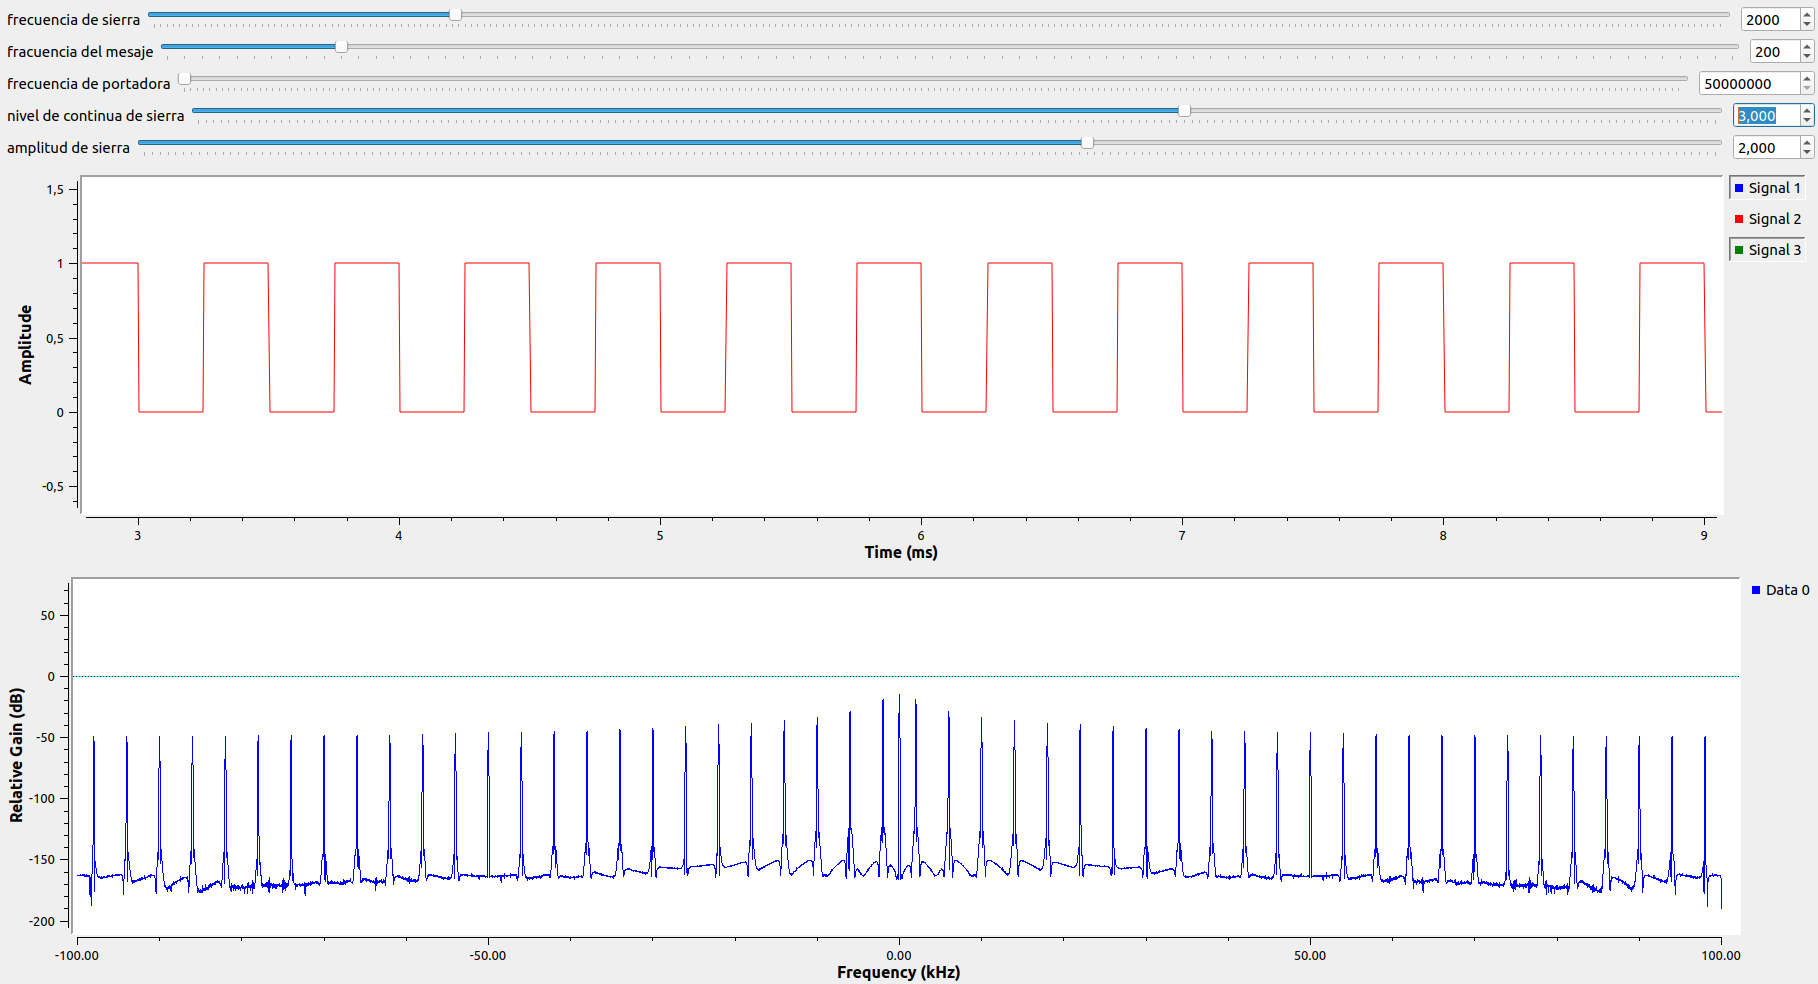 frecuencia de sierra 2000
fracuencia del mesaje 200
frecuencia de portadora 50000000
nivel de continua de sierra 3,000
amplitud de sierra 2,000
1,5
1
0,5
0
-0,5
Amplitude
Signal 1
Signal 2
Signal 3
3 4 5 6 7 8 9
Time (ms)
50
0
-50
-100
-150
-200
Relative Gain (dB)
Data 0
-100.00 -50.00 0.00 50.00 100.00
Frequency (kHz)